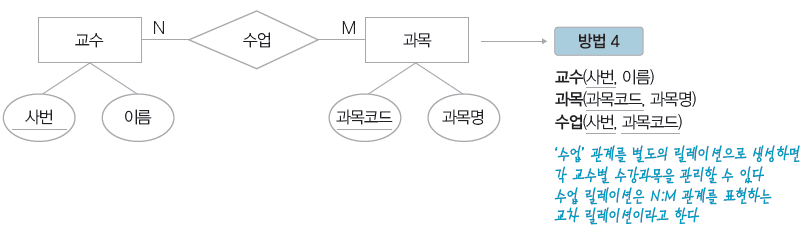 교수
N
수업
M
과목
방법 4
사번
이름
과목코드
과목명
교수(사번, 이름)
과목(과목코드, 과목명)
수업(사번, 과목코드)
'수업' 관계를 별도의 릴레이션으로 생성하면
각 교수별 수강과목을 관리할 수 있다
수업 릴레이션은 N:M 관계를 표현하는
교차 릴레이션이라고 한다